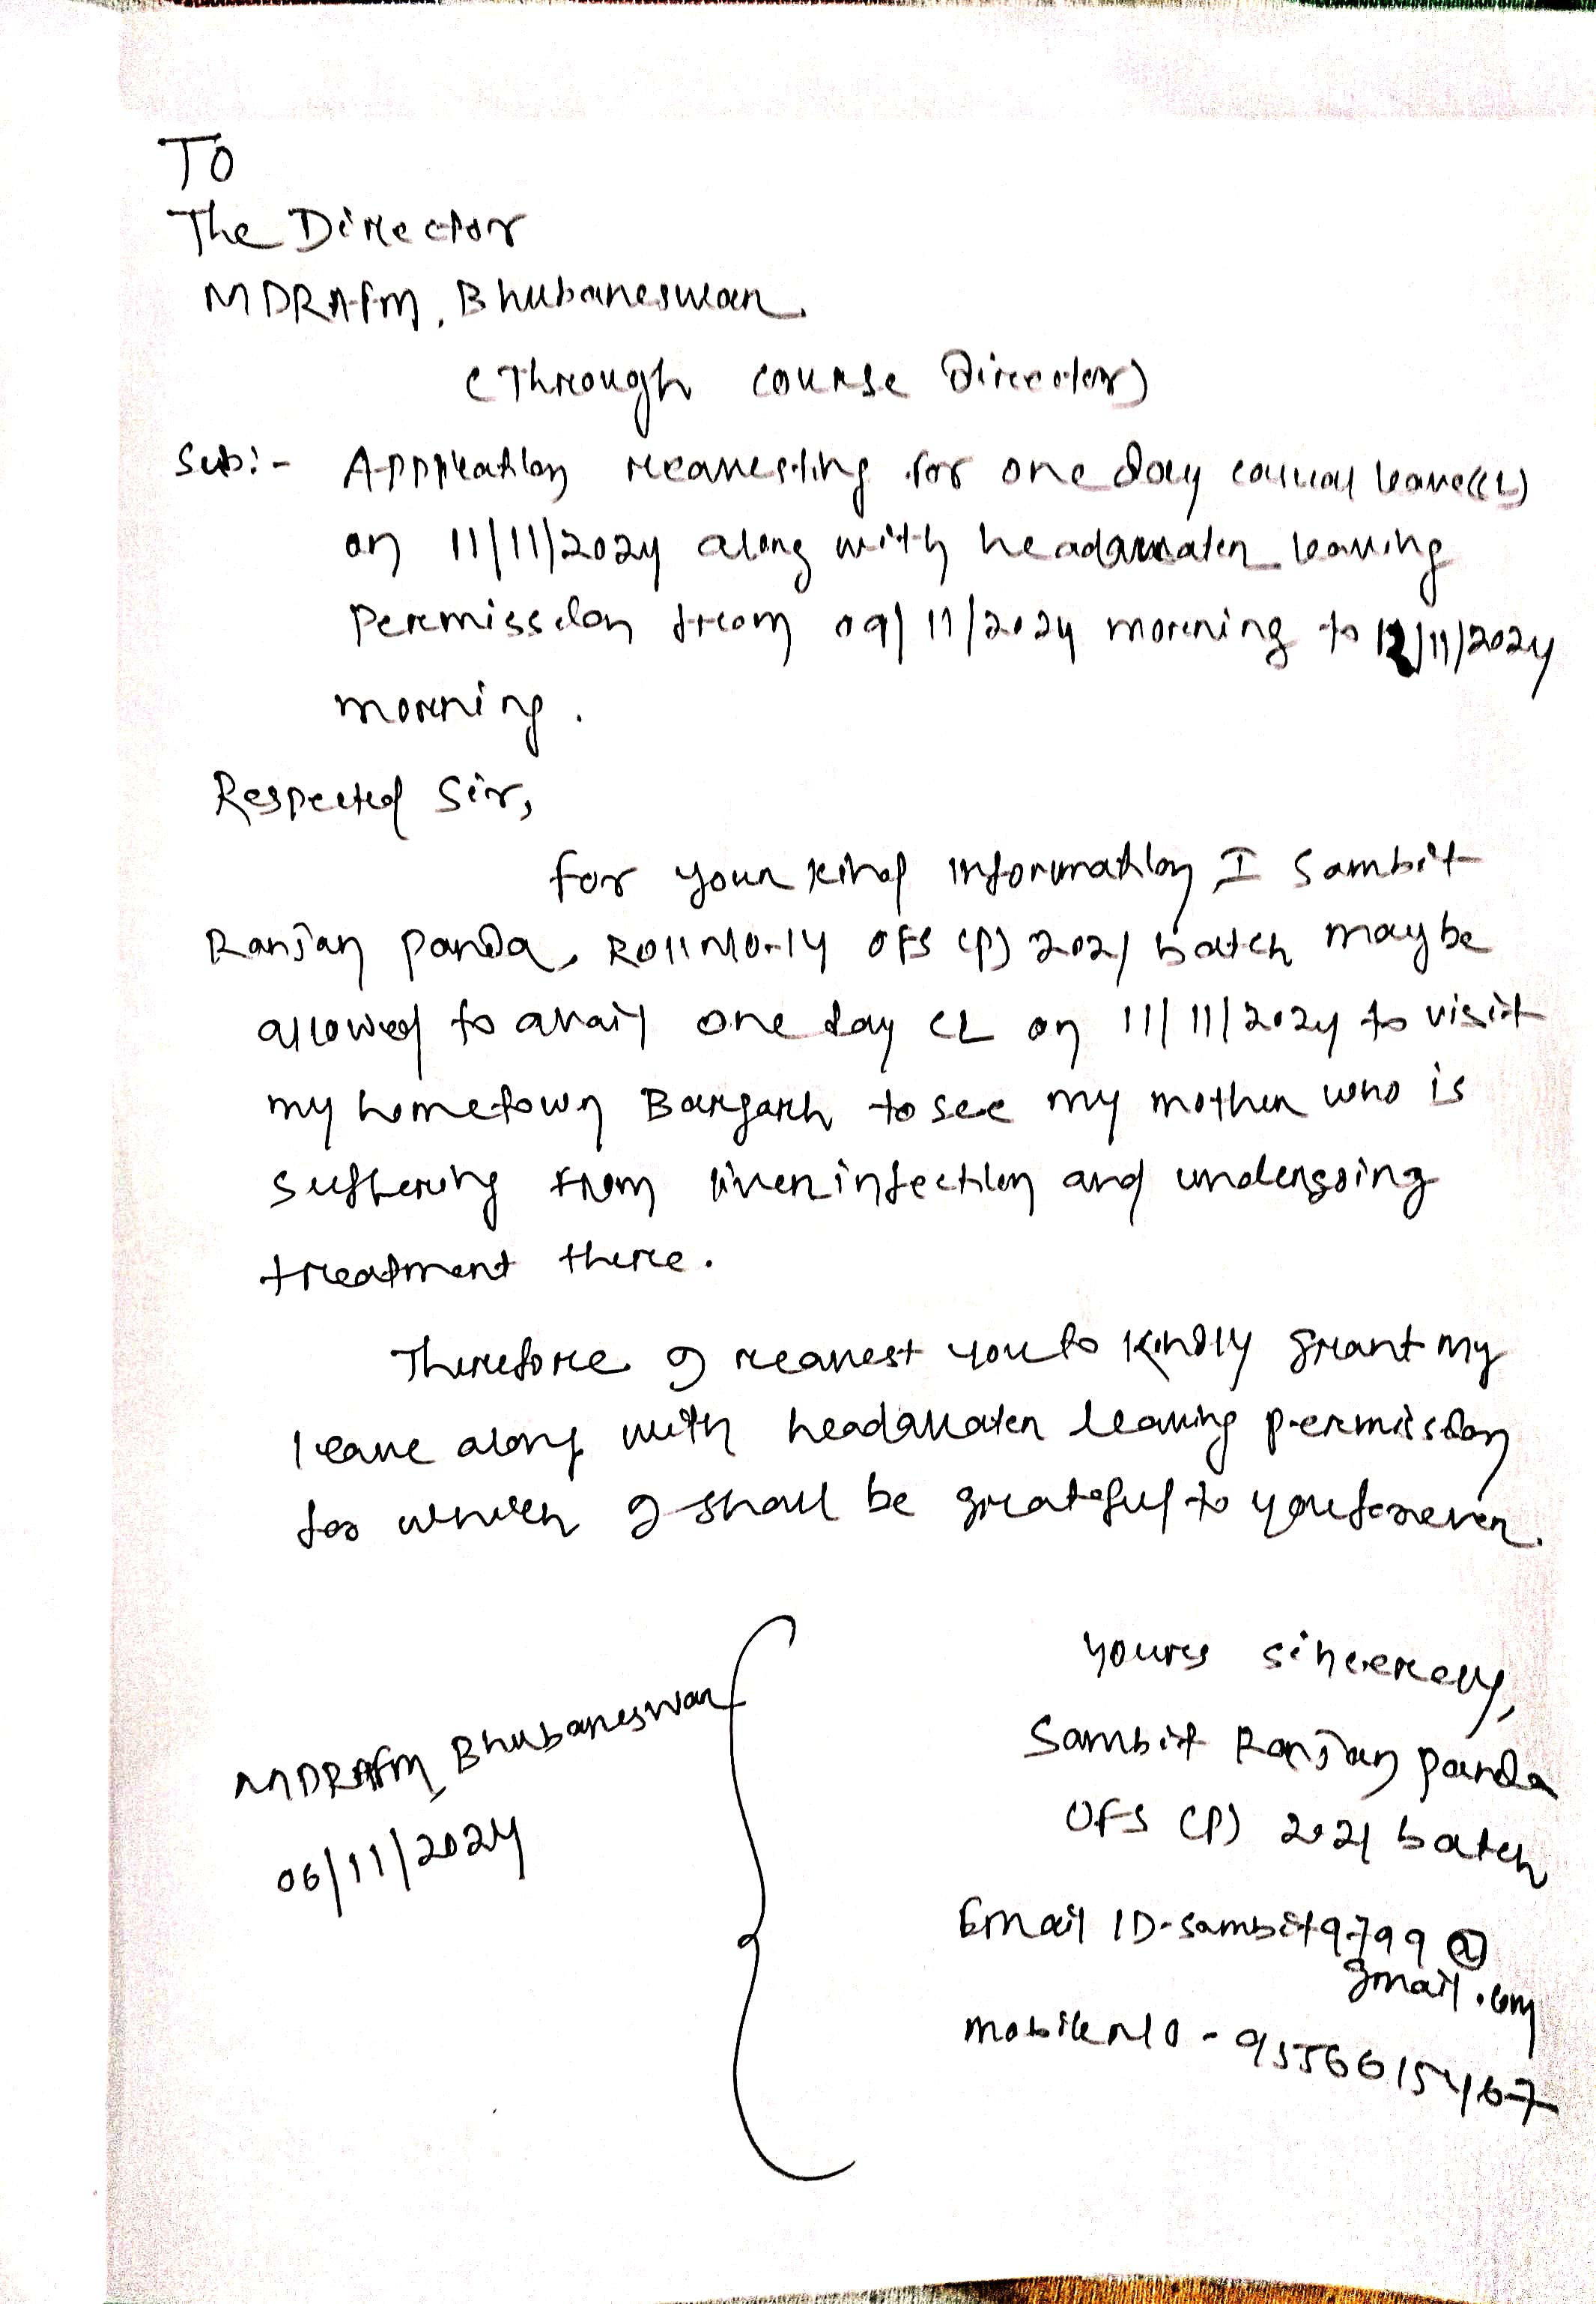 To
The Director
MDRAFM, Bhubaneswar
(Through course Director)
Sub:- Application requesting for one day casual leave(CL)
on 11/11/2024 along with headquater leaving
Permission from 09/11/2024 morning to 12/11/2024
morning.
Respected Sir,
For your kind information I Sambit
Ranjan Panda, Roll No-14 OFS (P) 2021 batch may be
allowed to avail one day CL on 11/11/2024 to visit
my hometown Bargarh to see my mother who is
suffering from liver infection and undergoing
treatment there.
Therefore I request you to kindly grant my
leave along with headquater leaving permission
for which I shall be grateful to you forever.
yours sincerely,
MDRAFM, Bhubaneswar
Sambit Ranjan Panda
06/11/2024
OFS (P) 2021 batch
Email ID-sambit9799@
gmail.com
mobile No - 9556615467